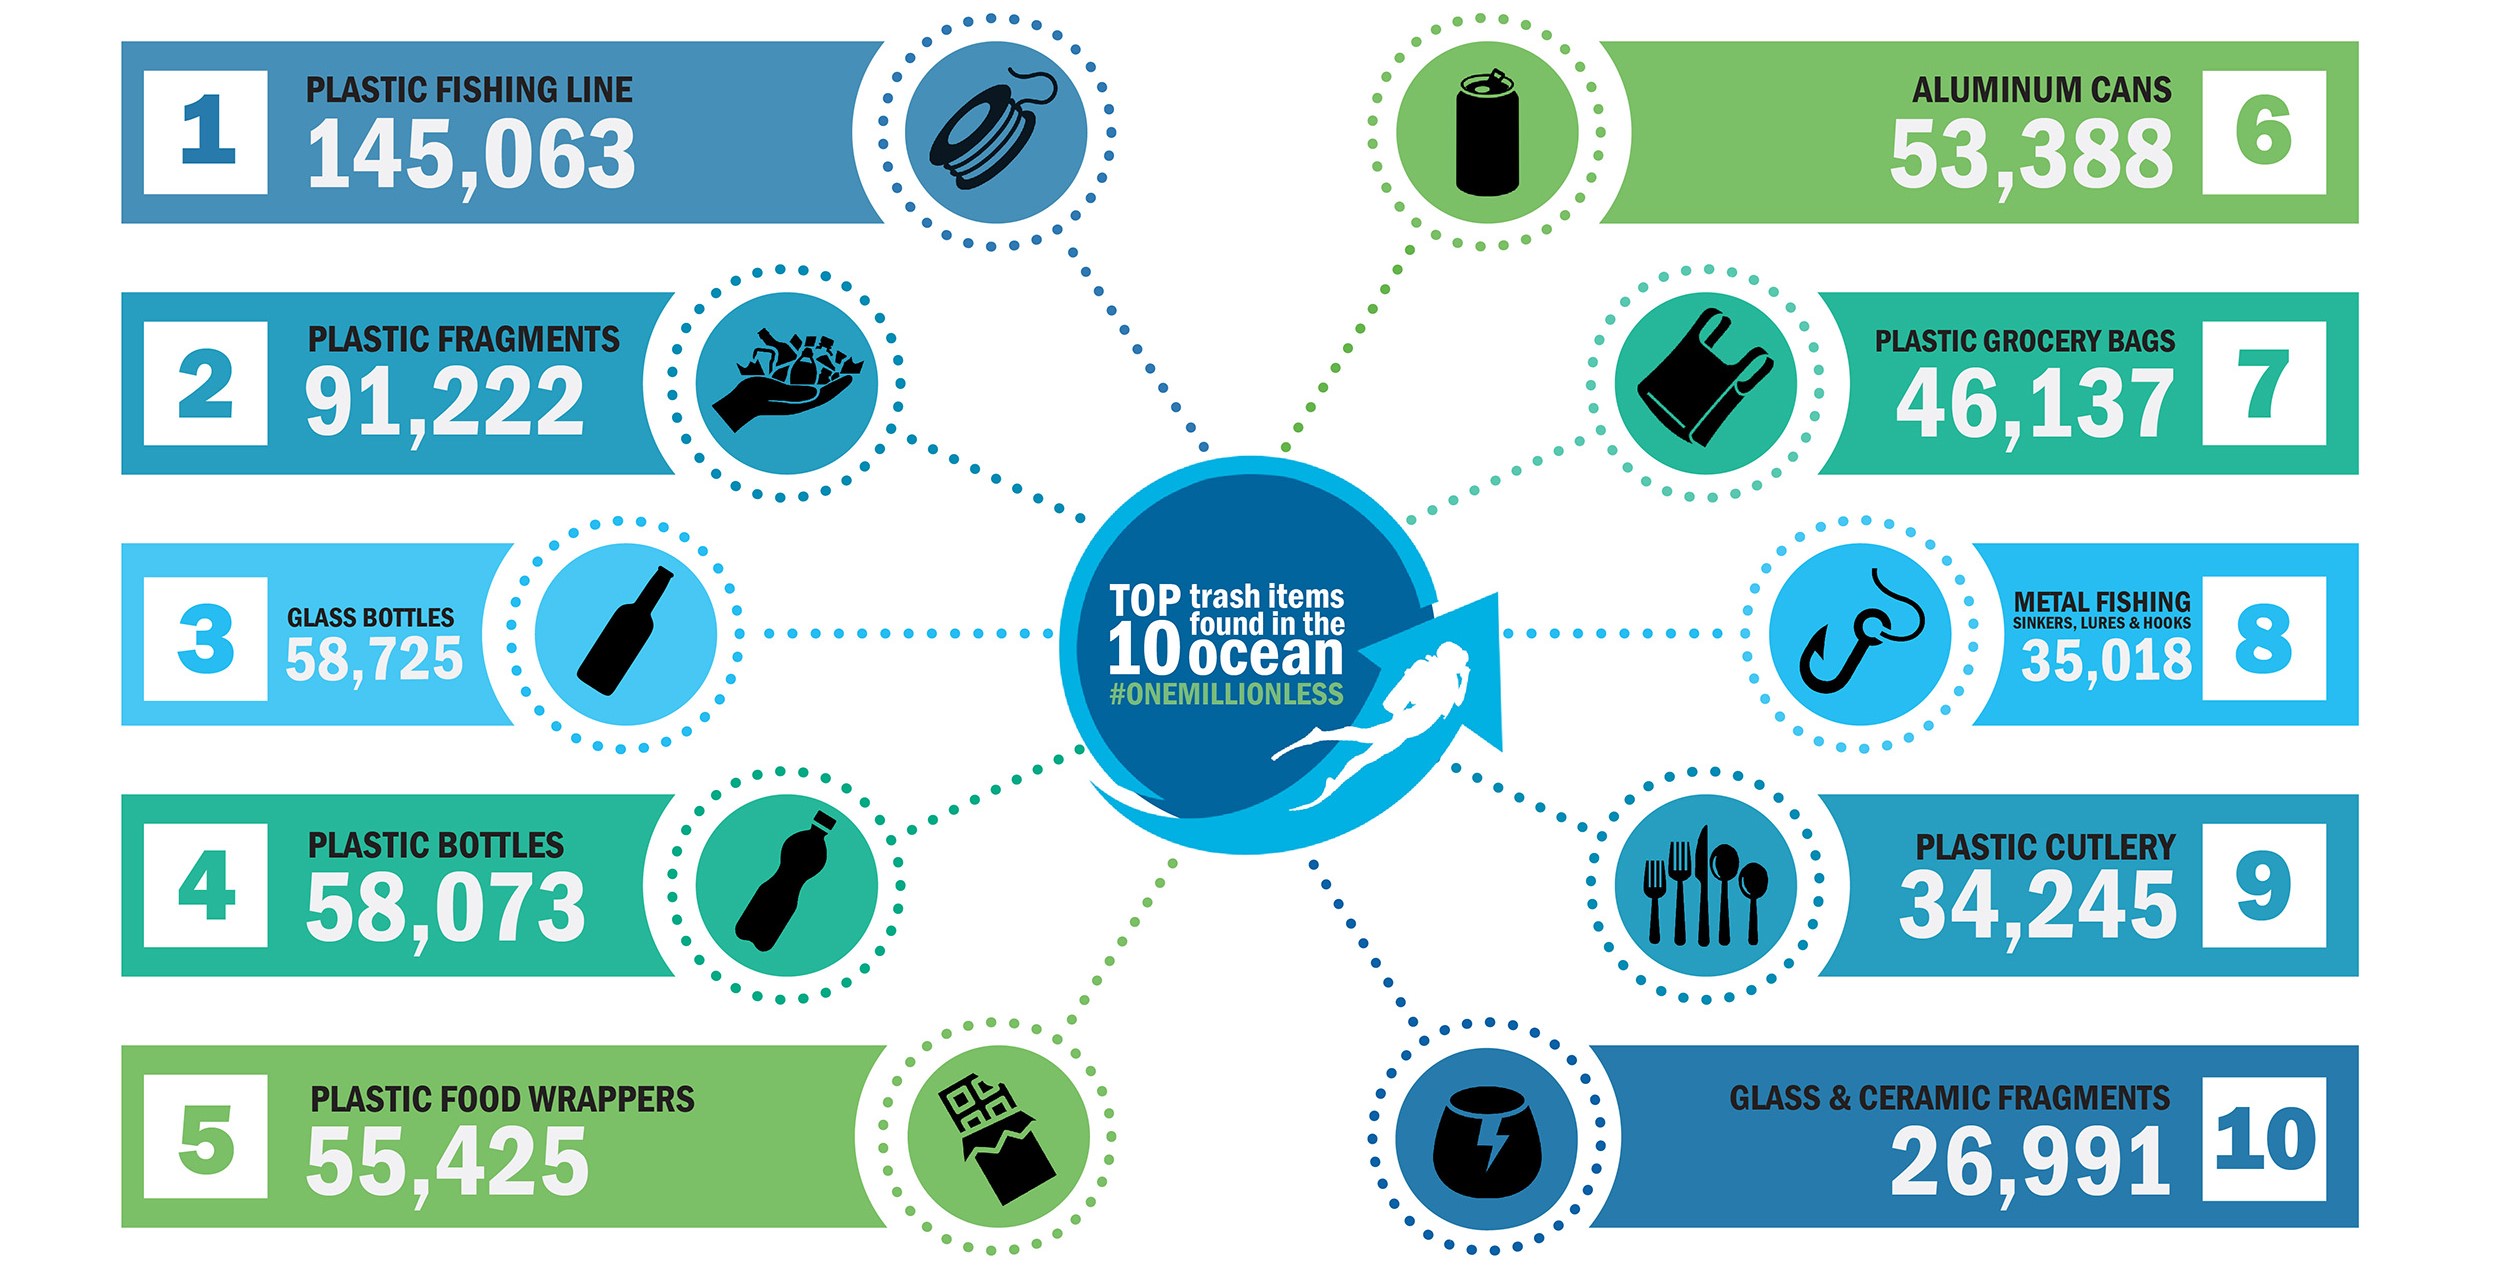 1
PLASTIC FISHING LINE
145,063
2
PLASTIC FRAGMENTS
91,222
3
GLASS BOTTLES
58,725
4
PLASTIC BOTTLES
58,073
5
PLASTIC FOOD WRAPPERS
55,425
TOP 10
trash items
found in the
ocean
#ONEMILLIONLESS
ALUMINUM CANS
53,388
6
PLASTIC GROCERY BAGS
46,137
7
METAL FISHING
SINKERS, LURES & HOOKS
35,018
8
PLASTIC CUTLERY
34,245
9
GLASS & CERAMIC FRAGMENTS
26,991
10